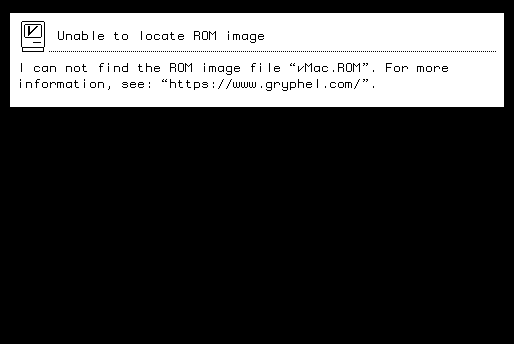 Unable to locate ROM image
I can not find the ROM image file “vMac.ROM”. For more
information, see: “https://www.gryphel.com/”.